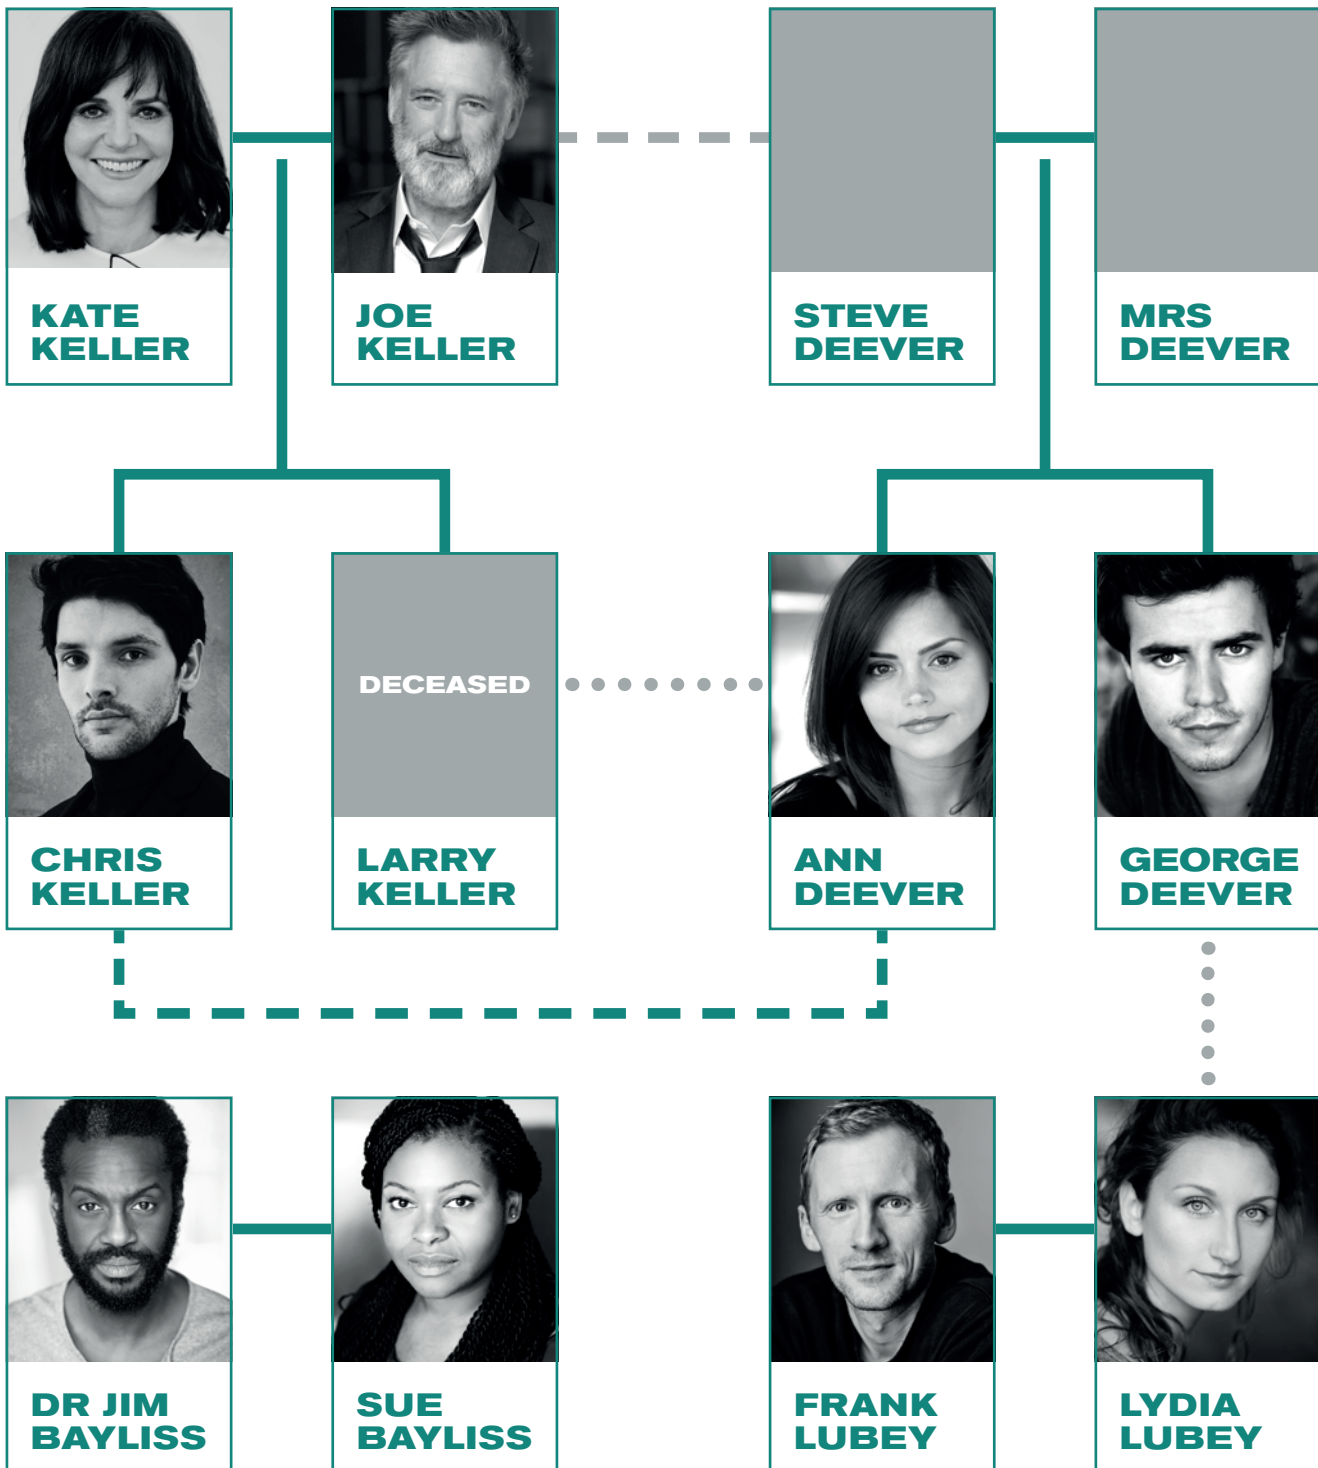 KATE
KELLER
JOE
KELLER
STEVE
DEEVER
MRS
DEEVER
DECEASED
CHRIS
KELLER
LARRY
KELLER
ANN
DEEVER
GEORGE
DEEVER
DR JIM
BAYLISS
SUE
BAYLISS
FRANK
LUBEY
LYDIA
LUBEY